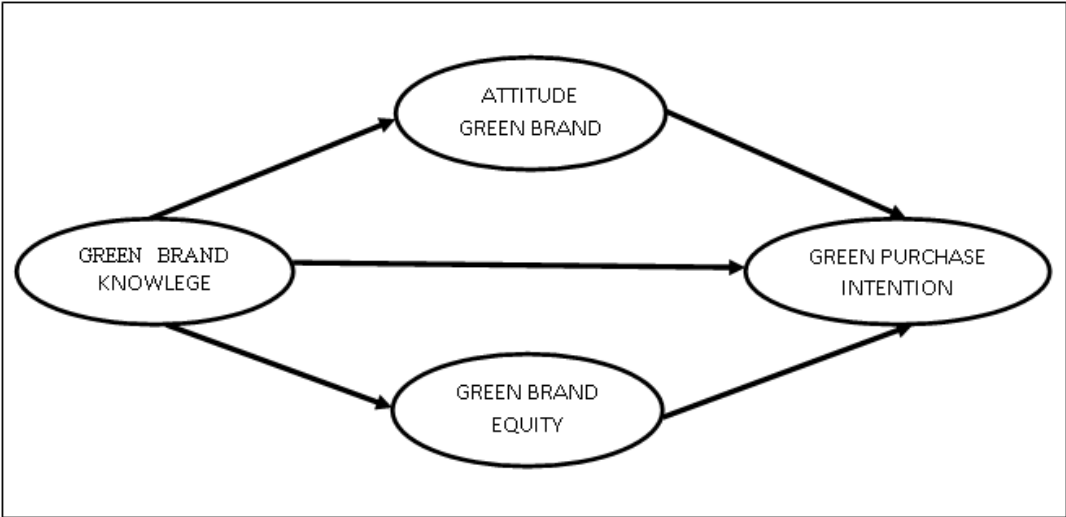 ATTITUDE
GREEN BRAND
GREEN BRAND
KNOWLEGE
GREEN PURCHASE
INTENTION
GREEN BRAND
EQUITY